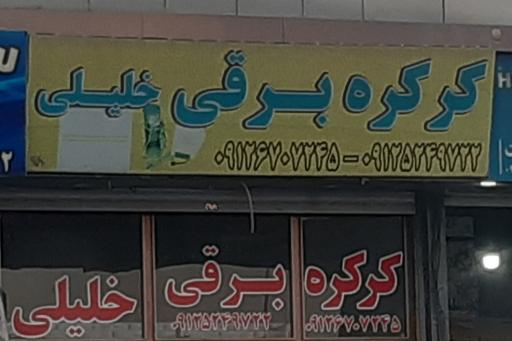 کرکره برقی خلیلی
۰۹۱۲۶۷۰۷۲۴۵ - ۰۹۱۲۵۲۴۹۷۲۲
کرکره برقی خلیلی
۰۹۱۲۶۷۰۷۲۴۵ ۰۹۱۲۵۲۴۹۷۲۲